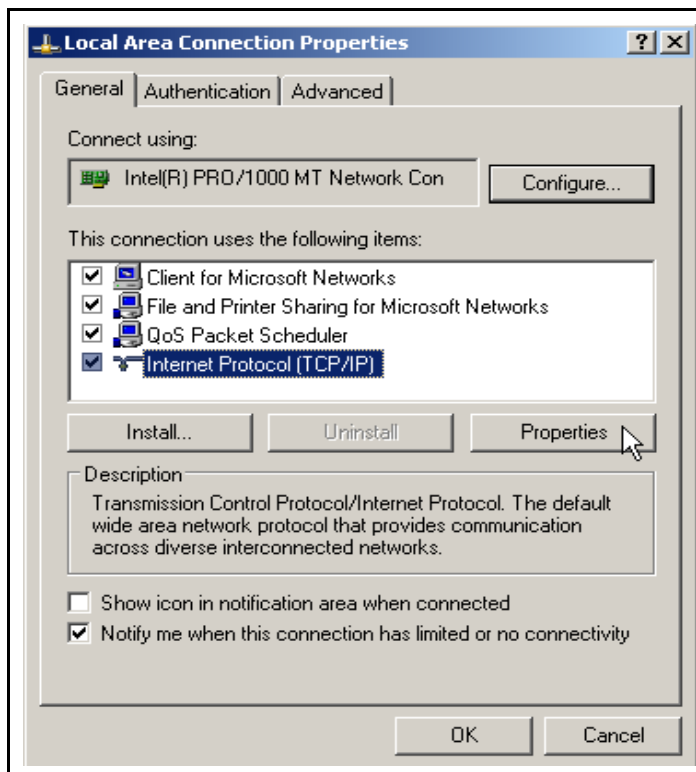 Local Area Connection Properties
General Authentication Advanced
Connect using:
Intel(R) PRO/1000 MT Network Con Configure...
This connection uses the following items:
Client for Microsoft Networks
File and Printer Sharing for Microsoft Networks
QoS Packet Scheduler
Internet Protocol (TCP/IP)
Install... Uninstall Properties
Description
Transmission Control Protocol/Internet Protocol. The default
wide area network protocol that provides communication
across diverse interconnected networks.
Show icon in notification area when connected
Notify me when this connection has limited or no connectivity
OK Cancel